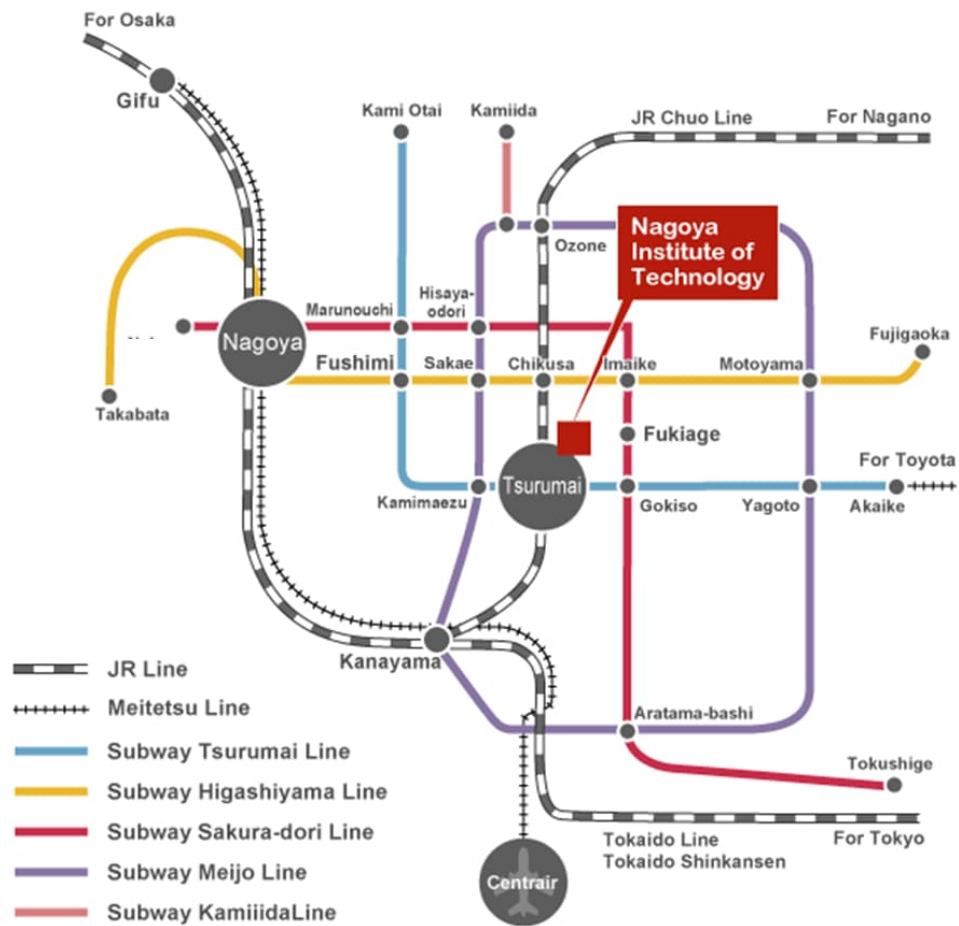 For Osaka
Gifu
Kami Otai
Kamiida
JR Chuo Line
For Nagano
Nagoya
Institute of
Technology
Ozone
Hisaya-
odori
Marunouchi
Nagoya
Fushimi
Sakae
Chikusa
Imaike
Motoyama
Fujigaoka
Takabata
Fukiage
For Toyota
Kamimaezu
Tsurumai
Gokiso
Yagoto
Akaike
Kanayama
JR Line
Meitetsu Line
Aratama-bashi
Subway Tsurumai Line
Tokushige
Subway Higashiyama Line
Subway Sakura-dori Line
Tokaido Line
Tokaido Shinkansen
For Tokyo
Subway Meijo Line
Centrair
Subway KamiiidaLine